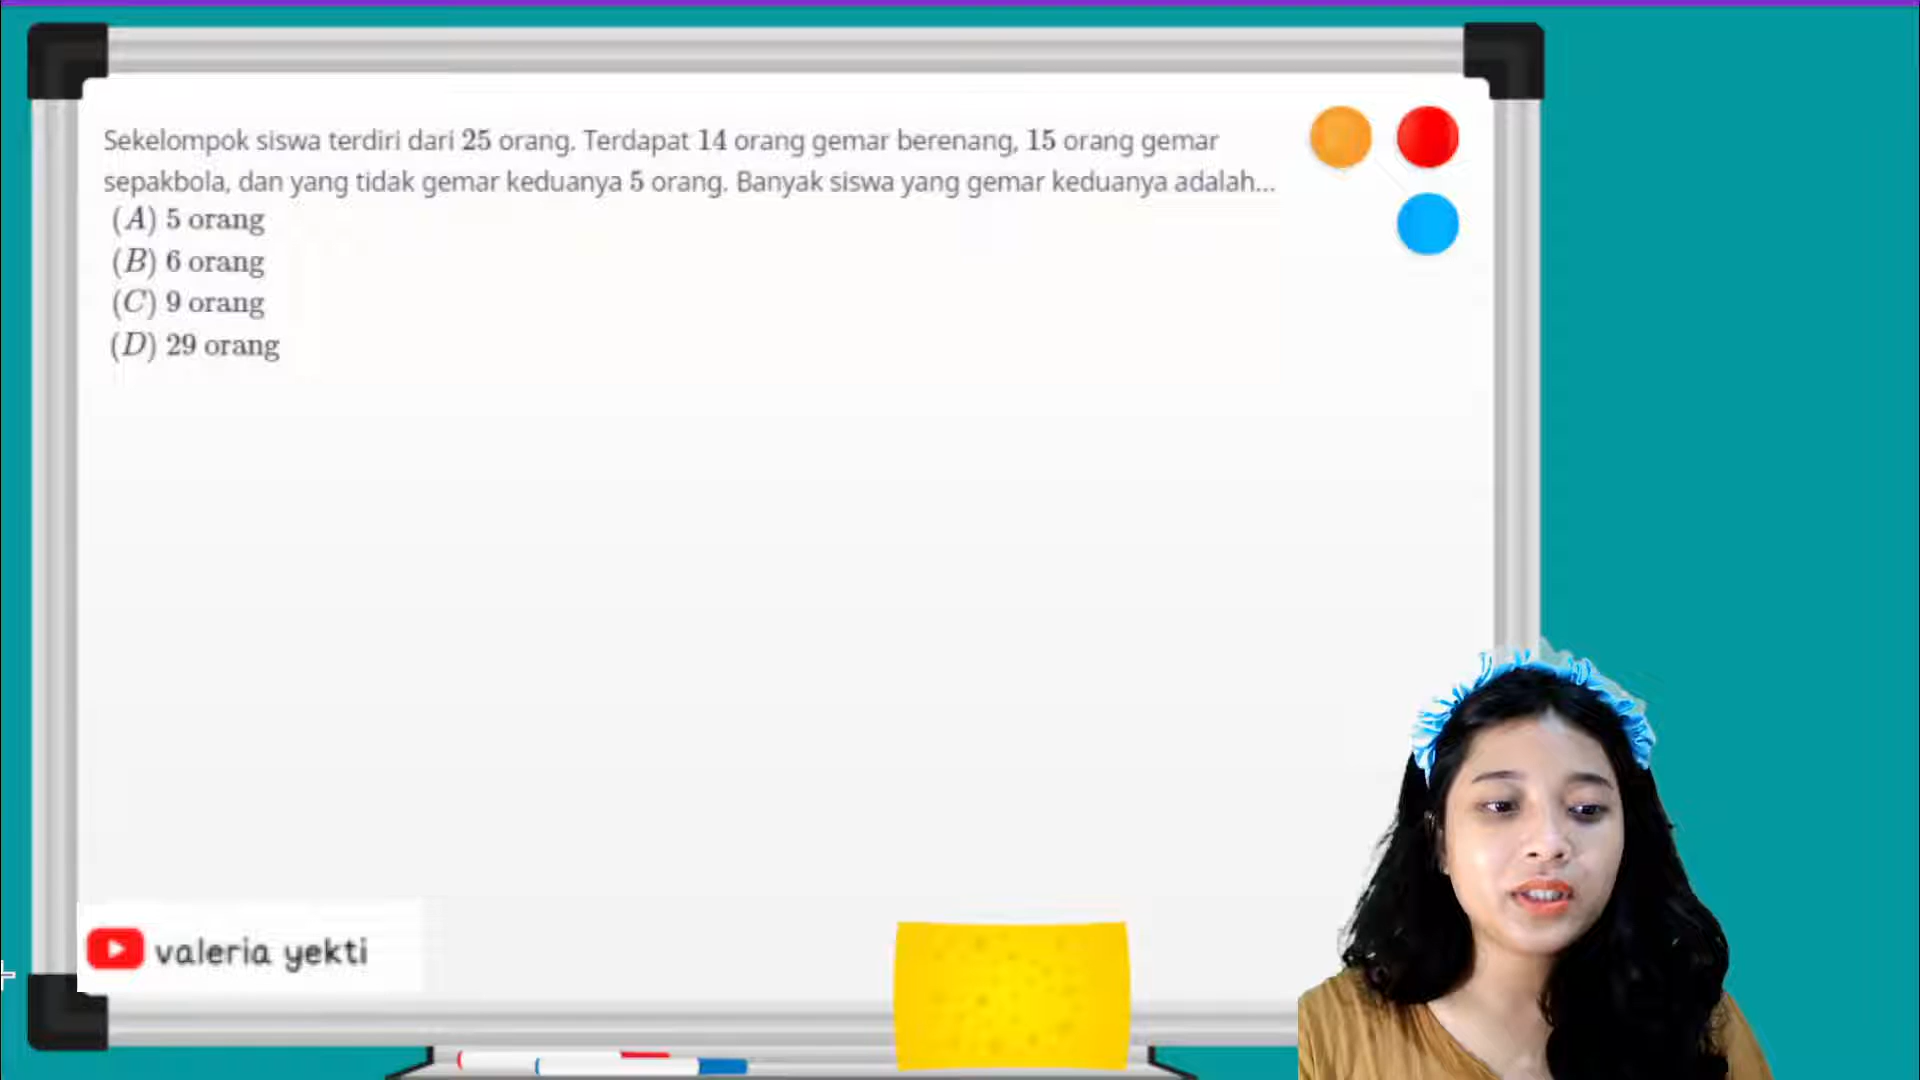 Sekelompok siswa terdiri dari 25 orang. Terdapat 14 orang gemar berenang, 15 orang gemar
sepakbola, dan yang tidak gemar keduanya 5 orang. Banyak siswa yang gemar keduanya adalah...
(A) 5 orang
(B) 6 orang
(C) 9 orang
(D) 29 orang
valeria yekti